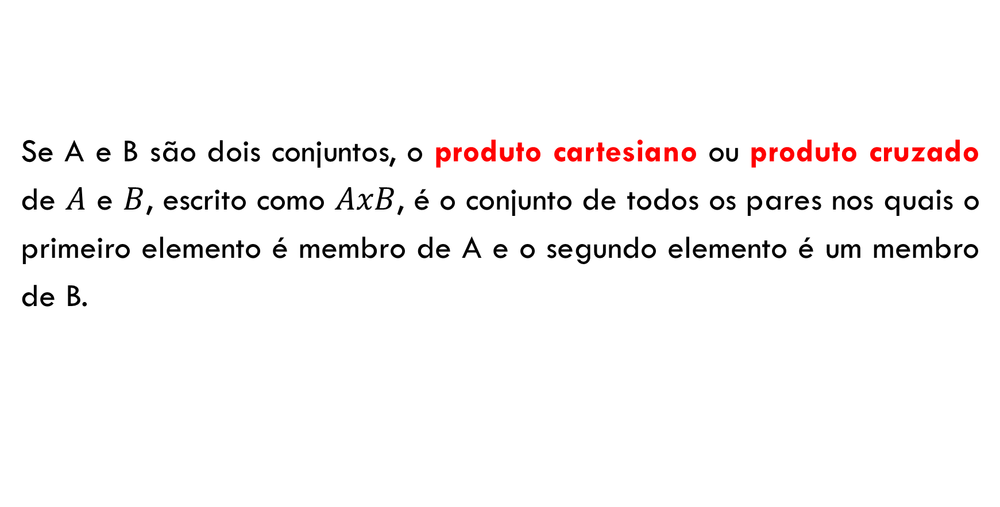 Se A e B são dois conjuntos, o produto cartesiano ou produto cruzado
de A e B, escrito como AxB, é o conjunto de todos os pares nos quais o
primeiro elemento é membro de A e o segundo elemento é um membro
de B.